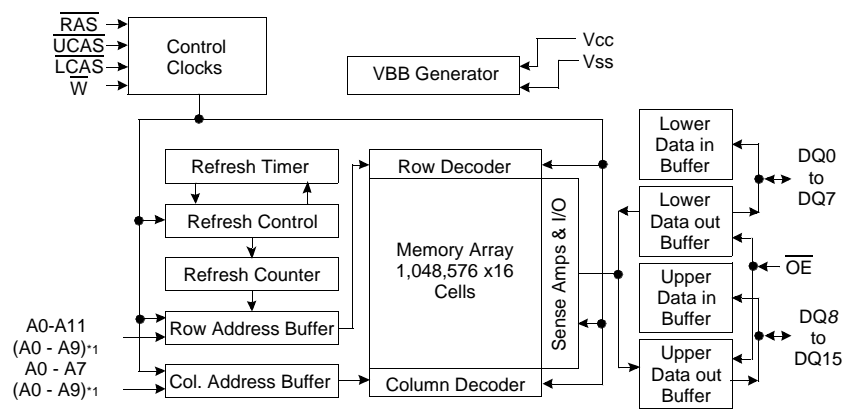 RAS
UCAS
LCAS
W
Control
Clocks
VBB Generator
Vcc
Vss
Refresh Timer
Refresh Control
Refresh Counter
Row Address Buffer
Col. Address Buffer
A0-A11
(A0 - A9)*1
A0 - A7
(A0 - A9)*1
Row Decoder
Memory Array
1,048,576 x16
Cells
Column Decoder
Sense Amps & I/O
Lower
Data in
Buffer
Lower
Data out
Buffer
Upper
Data in
Buffer
Upper
Data out
Buffer
DQ0
to
DQ7
OE
DQ8
to
DQ15